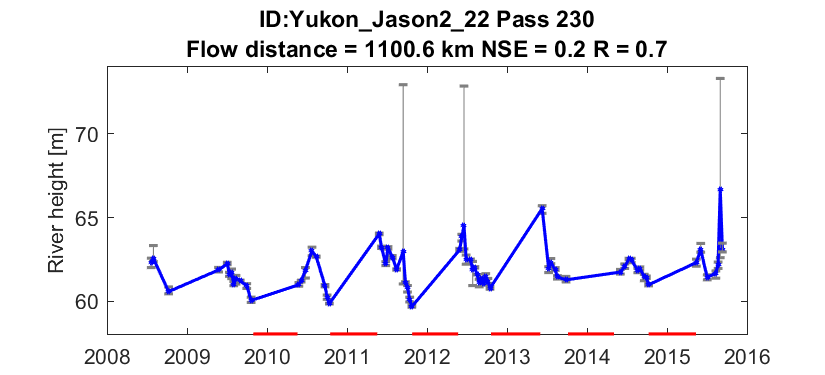 ID:Yukon_Jason2_22 Pass 230
Flow distance = 1100.6 km NSE = 0.2 R = 0.7
River height [m]
70
65
60
2008 2009 2010 2011 2012 2013 2014 2015 2016